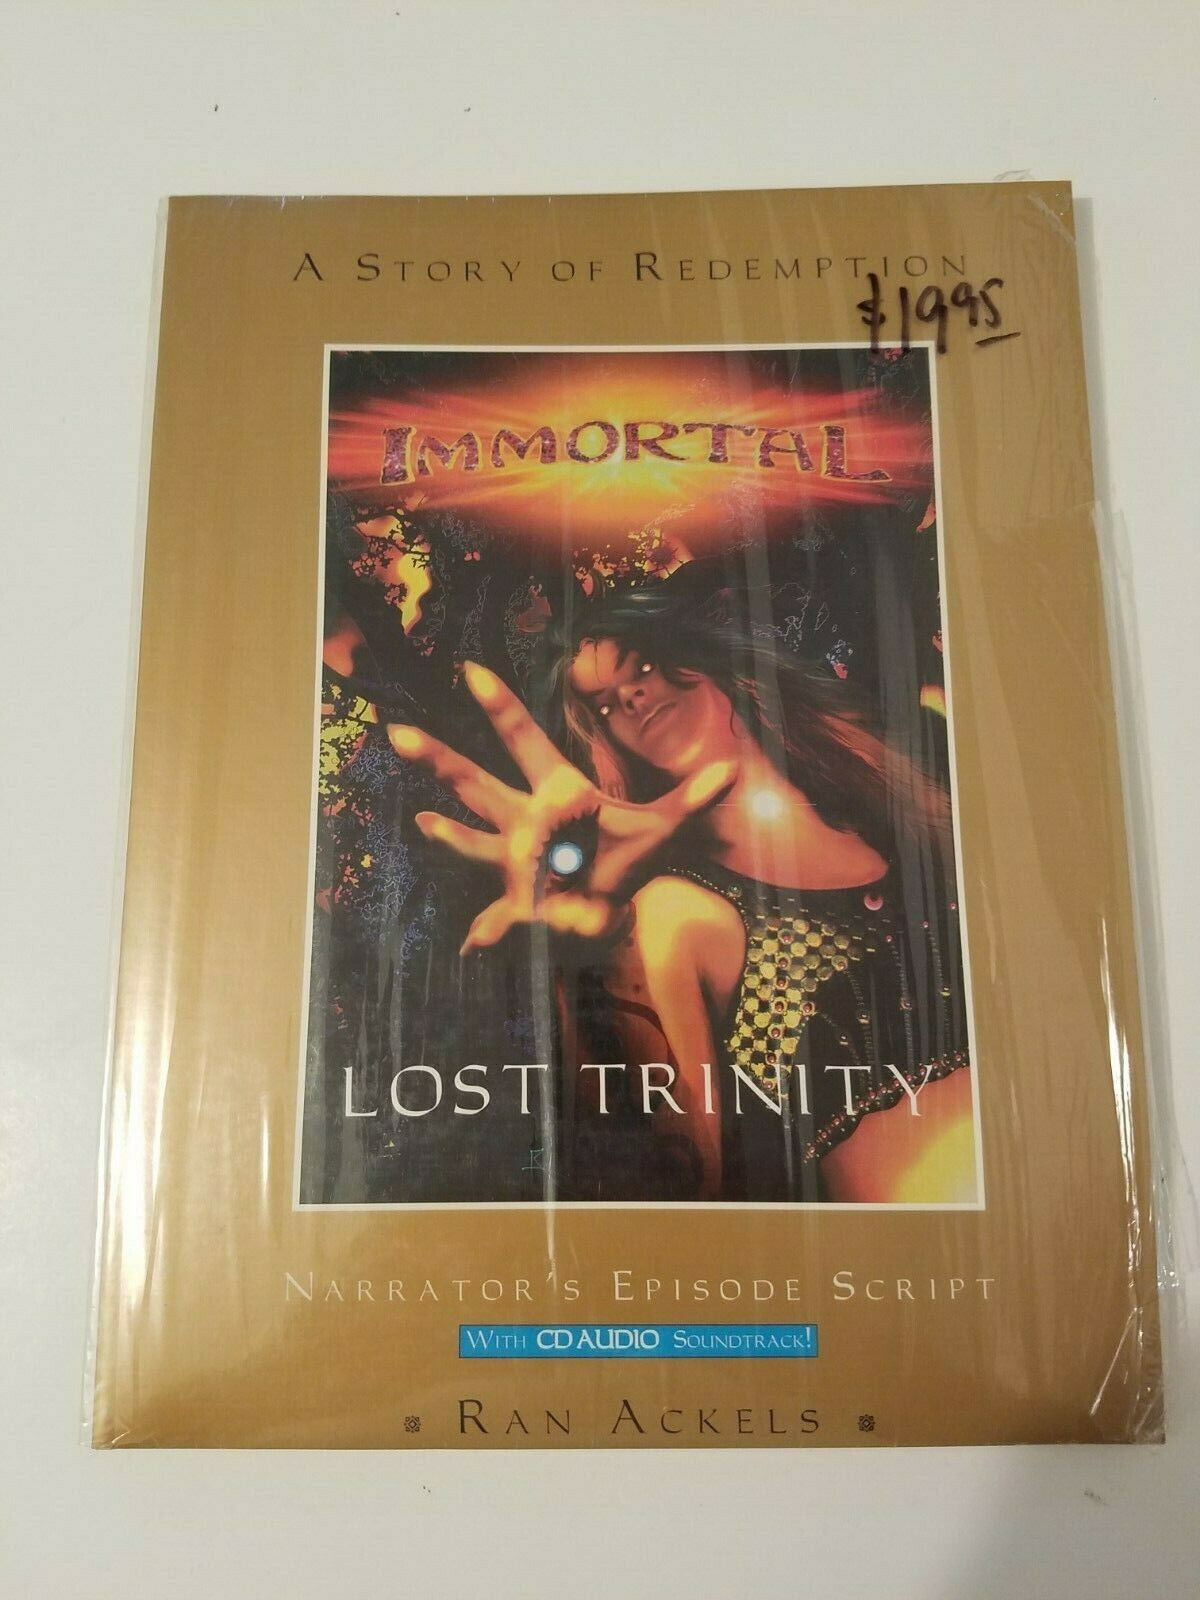 A STORY OF REDEMPTION
$1995
IMMORTAL
LOST TRINITY
NARRATOR'S EPISODE SCRIPT
WITH CD AUDIO SOUNDTRACK!
RAN ACKELS